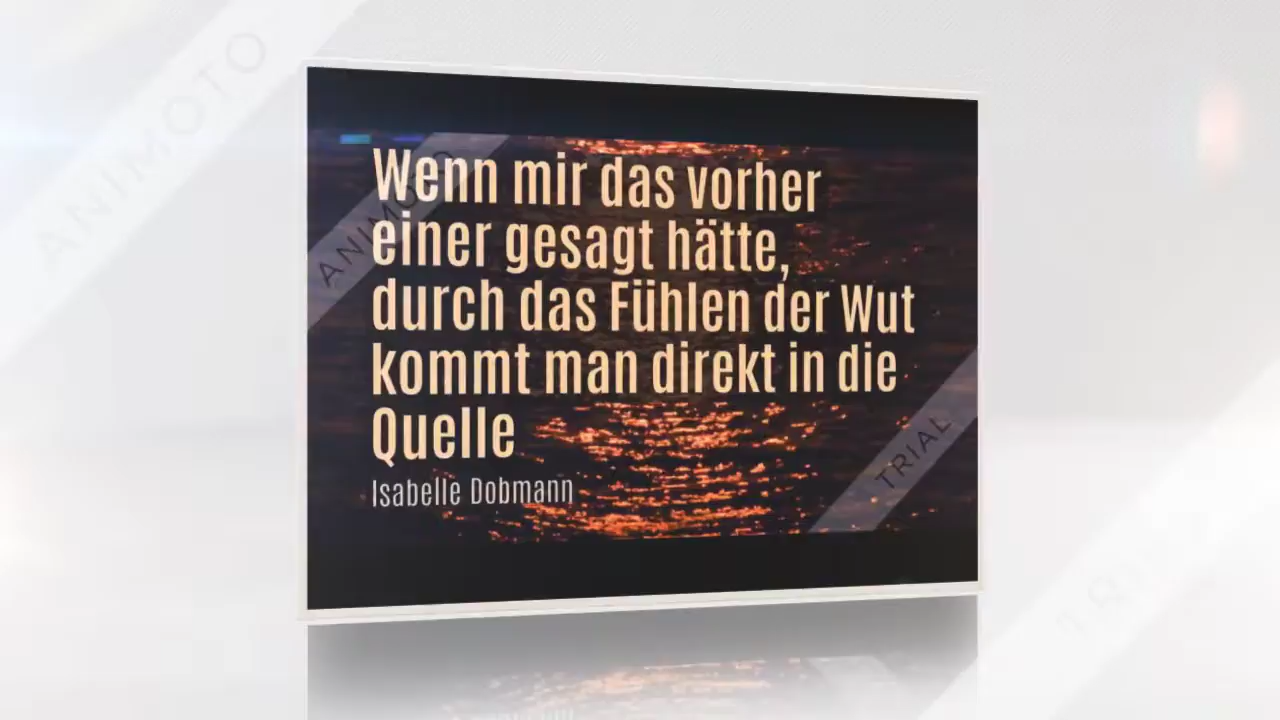 ANIMOTO
Wenn mir das vorher
einer gesagt hätte,
durch das Fühlen der Wut
kommt man direkt in die
Quelle
Isabelle Dobmann
ANIMOTO
TRIAL